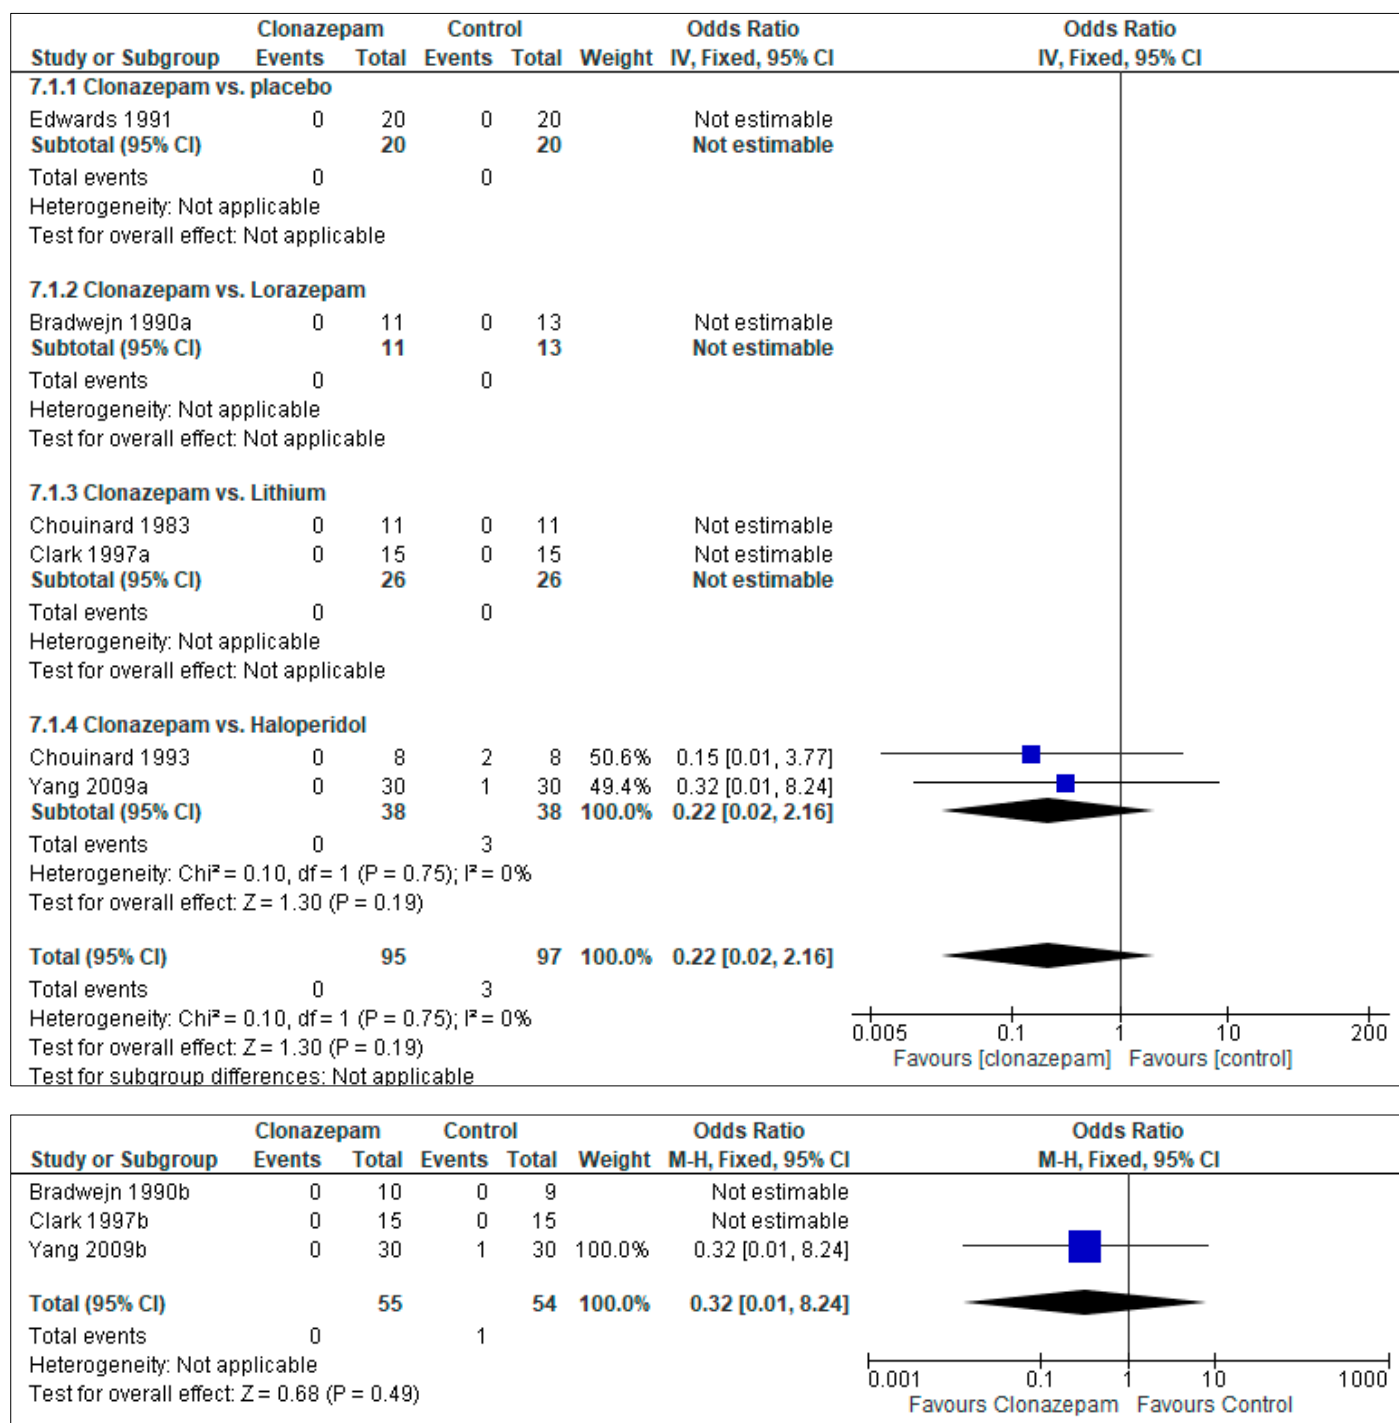 Clonazepam Control Odds Ratio Odds Ratio
Study or Subgroup Events Total Events Total Weight IV, Fixed, 95% CI IV, Fixed, 95% CI
7.1.1 Clonazepam vs. placebo
Edwards 1991 0 20 0 20 Not estimable
Subtotal (95% CI) 20 20 Not estimable
Total events 0 0
Heterogeneity: Not applicable
Test for overall effect: Not applicable
7.1.2 Clonazepam vs. Lorazepam
Bradwejn 1990a 0 11 0 13 Not estimable
Subtotal (95% CI) 11 13 Not estimable
Total events 0 0
Heterogeneity: Not applicable
Test for overall effect: Not applicable
7.1.3 Clonazepam vs. Lithium
Chouinard 1983 0 11 0 11 Not estimable
Clark 1997a 0 15 0 15 Not estimable
Subtotal (95% CI) 26 26 Not estimable
Total events 0 0
Heterogeneity: Not applicable
Test for overall effect: Not applicable
7.1.4 Clonazepam vs. Haloperidol
Chouinard 1993 0 8 2 8 50.6% 0.15 [0.01, 3.77]
Yang 2009a 0 30 1 30 49.4% 0.32 [0.01, 8.24]
Subtotal (95% CI) 38 38 100.0% 0.22 [0.02, 2.16]
Total events 0 3
Heterogeneity: Chi² = 0.10, df = 1 (P = 0.75); I² = 0%
Test for overall effect: Z = 1.30 (P = 0.19)
Total (95% CI) 95 97 100.0% 0.22 [0.02, 2.16]
Total events 0 3
Heterogeneity: Chi² = 0.10, df = 1 (P = 0.75); I² = 0%
Test for overall effect: Z = 1.30 (P = 0.19)
Test for subgroup differences: Not applicable
0.005 0.1 1 10 200
Favours [clonazepam] Favours [control]
Clonazepam Control Odds Ratio Odds Ratio
Study or Subgroup Events Total Events Total Weight M-H, Fixed, 95% CI M-H, Fixed, 95% CI
Bradwejn 1990b 0 10 0 9 Not estimable
Clark 1997b 0 15 0 15 Not estimable
Yang 2009b 0 30 1 30 100.0% 0.32 [0.01, 8.24]
Total (95% CI) 55 54 100.0% 0.32 [0.01, 8.24]
Total events 0 1
Heterogeneity: Not applicable
Test for overall effect: Z = 0.68 (P = 0.49)
0.001 0.1 1 10 1000
Favours Clonazepam Favours Control